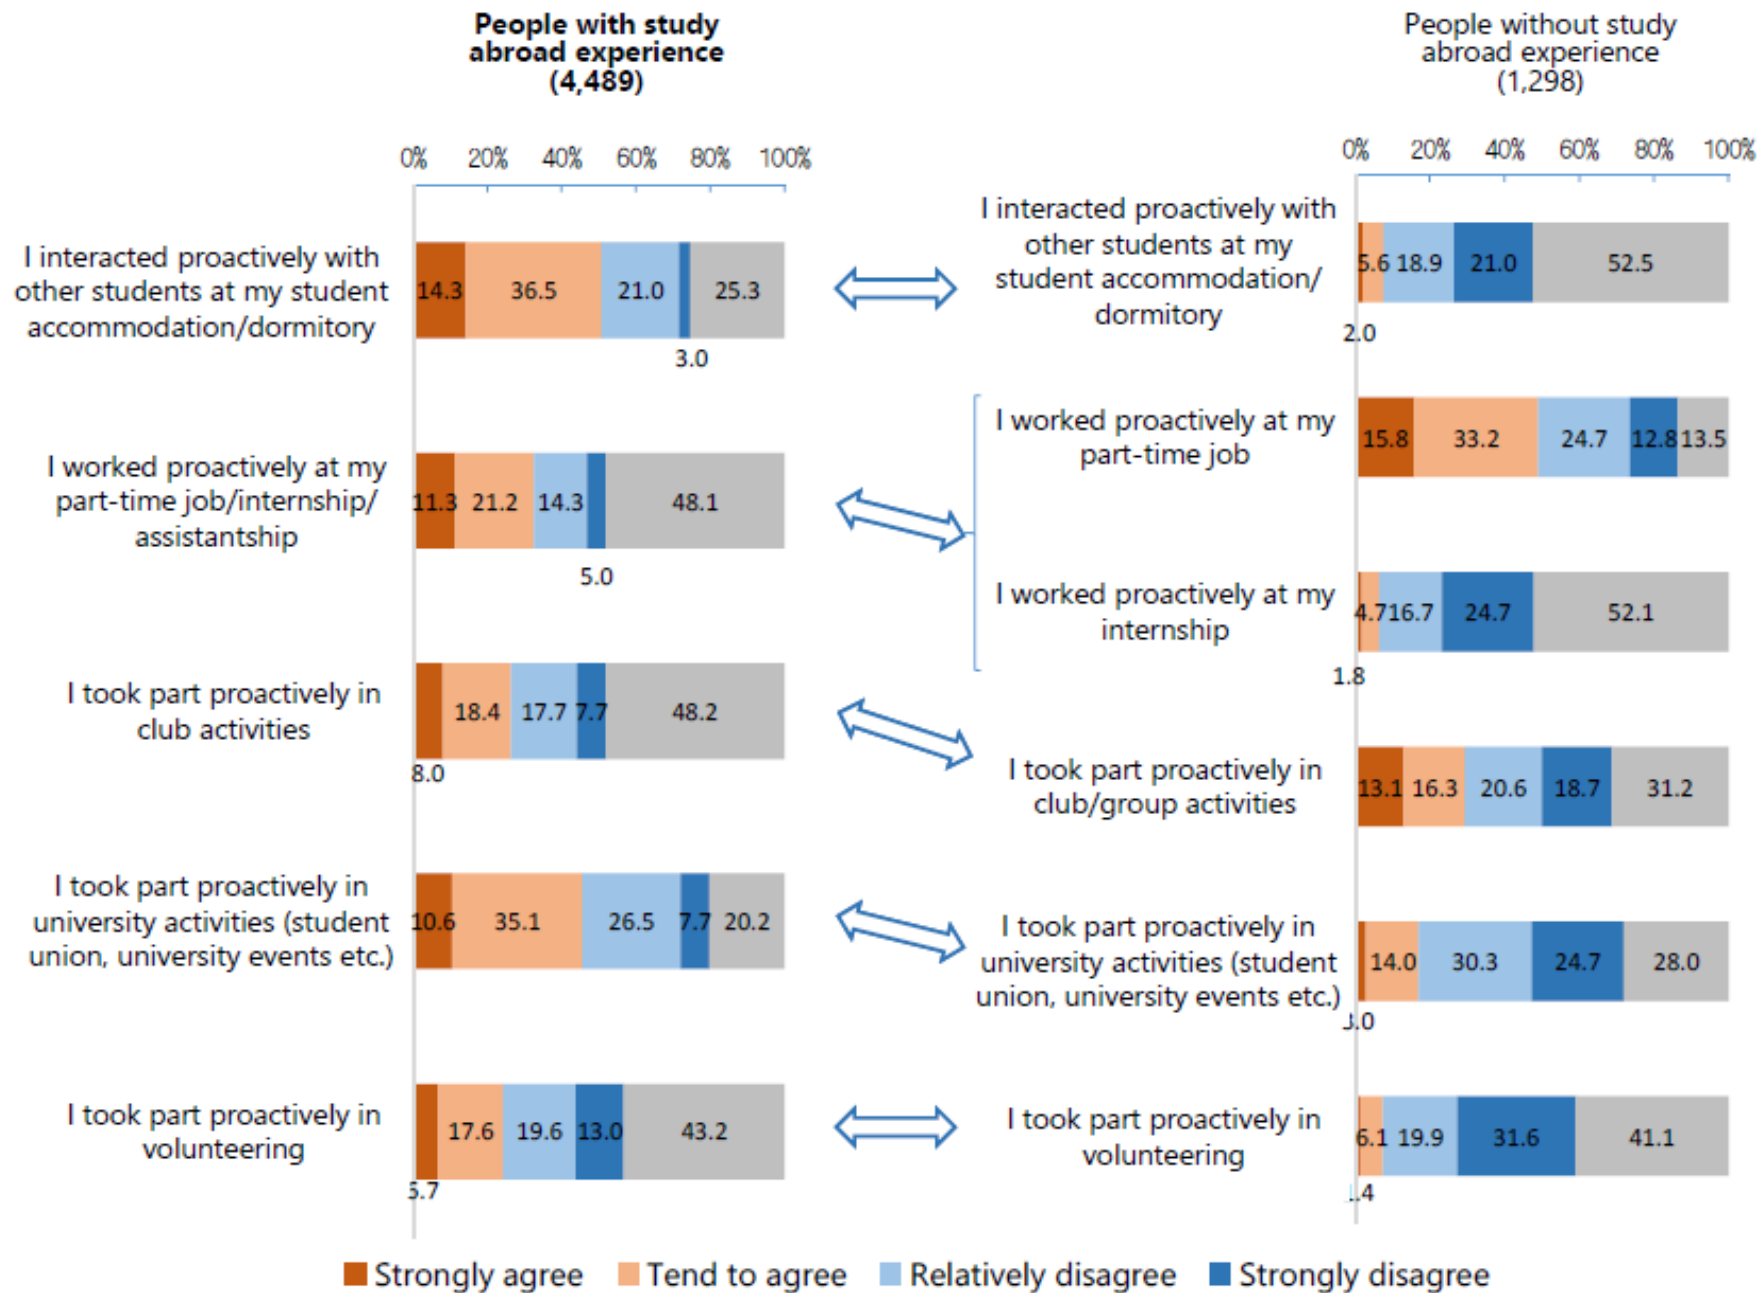 People with study
abroad experience
(4,489)
0% 20% 40% 60% 80% 100%
I interacted proactively with
other students at my student
accommodation/dormitory
14.3 36.5 21.0 25.3
3.0
I worked proactively at my
part-time job/internship/
assistantship
11.3 21.2 14.3 48.1
5.0
I took part proactively in
club activities
18.4 17.7 7.7 48.2
8.0
I took part proactively in
university activities (student
union, university events etc.)
10.6 35.1 26.5 7.7 20.2
I took part proactively in
volunteering
17.6 19.6 13.0 43.2
People without study
abroad experience
(1,298)
0% 20% 40% 60% 80% 100%
I interacted proactively with
other students at my
student accommodation/
dormitory
5.6 18.9 21.0 52.5
2.0
I worked proactively at my
part-time job
15.8 33.2 24.7 12.8 13.5
I worked proactively at my
internship
4.7 16.7 24.7 52.1
1.8
I took part proactively in
club/group activities
13.1 16.3 20.6 18.7 31.2
I took part proactively in
university activities (student
union, university events etc.)
14.0 30.3 24.7 28.0
3.0
I took part proactively in
volunteering
6.1 19.9 31.6 41.1
.4
Strongly agree Tend to agree Relatively disagree Strongly disagree